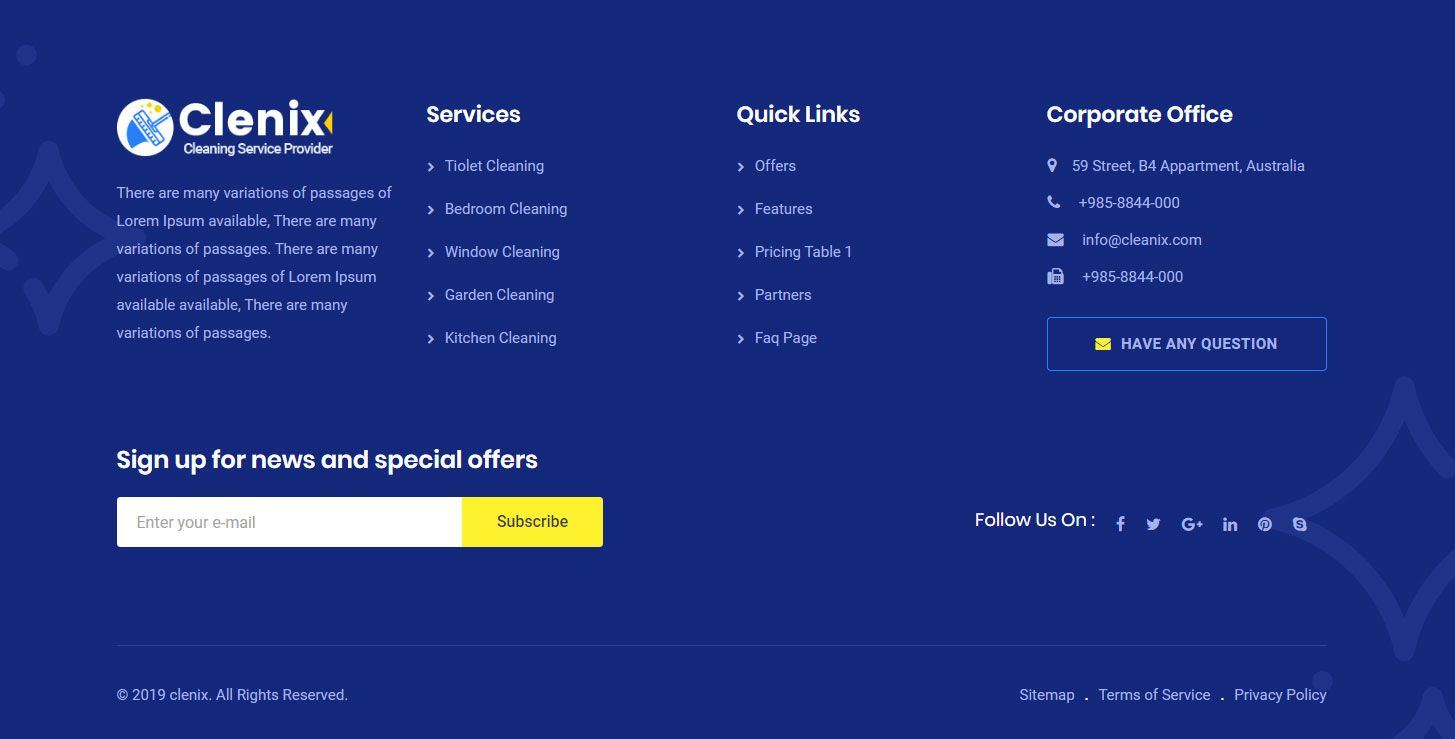 Clenix
Cleaning Service Provider
There are many variations of passages of
Lorem Ipsum available, There are many
variations of passages. There are many
variations of passages of Lorem Ipsum
available available, There are many
variations of passages.
Services
Tiolet Cleaning
Bedroom Cleaning
Window Cleaning
Garden Cleaning
Kitchen Cleaning
Quick Links
Offers
Features
Pricing Table 1
Partners
Faq Page
Corporate Office
59 Street, B4 Appartment, Australia
+985-8844-000
info@cleanix.com
+985-8844-000
HAVE ANY QUESTION
Sign up for news and special offers
Enter your e-mail
Subscribe
Follow Us On :
© 2019 clenix. All Rights Reserved.
Sitemap . Terms of Service . Privacy Policy